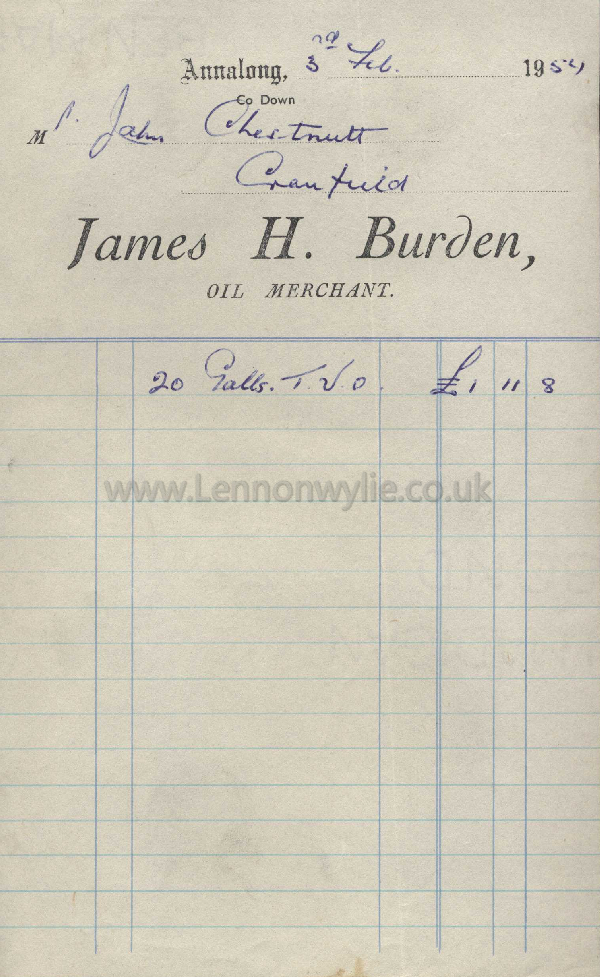 Annalong, 3rd Feb. 1954
Co Down
Mr. John Chestnutt
Cranfield
James H. Burden,
OIL MERCHANT.
20 Galls. T.V.O. £1 11 8
www.Lennonwylie.co.uk